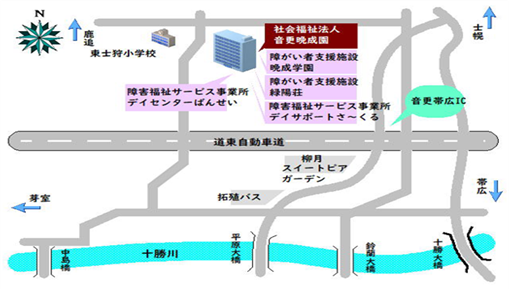 鹿追
東士狩小学校
社会福祉法人
音更晩成園
障がい者支援施設
晩成学園
障がい者支援施設
緑陽荘
障害福祉サービス事業所
デイサポートさ～くる
障害福祉サービス事業所
デイセンターばんせい
士幌
音更帯広IC
道東自動車道
柳月
スイートピア
ガーデン
拓殖バス
芽室
帯広
中島橋
十勝川
平原大橋
鈴蘭大橋
十勝大橋